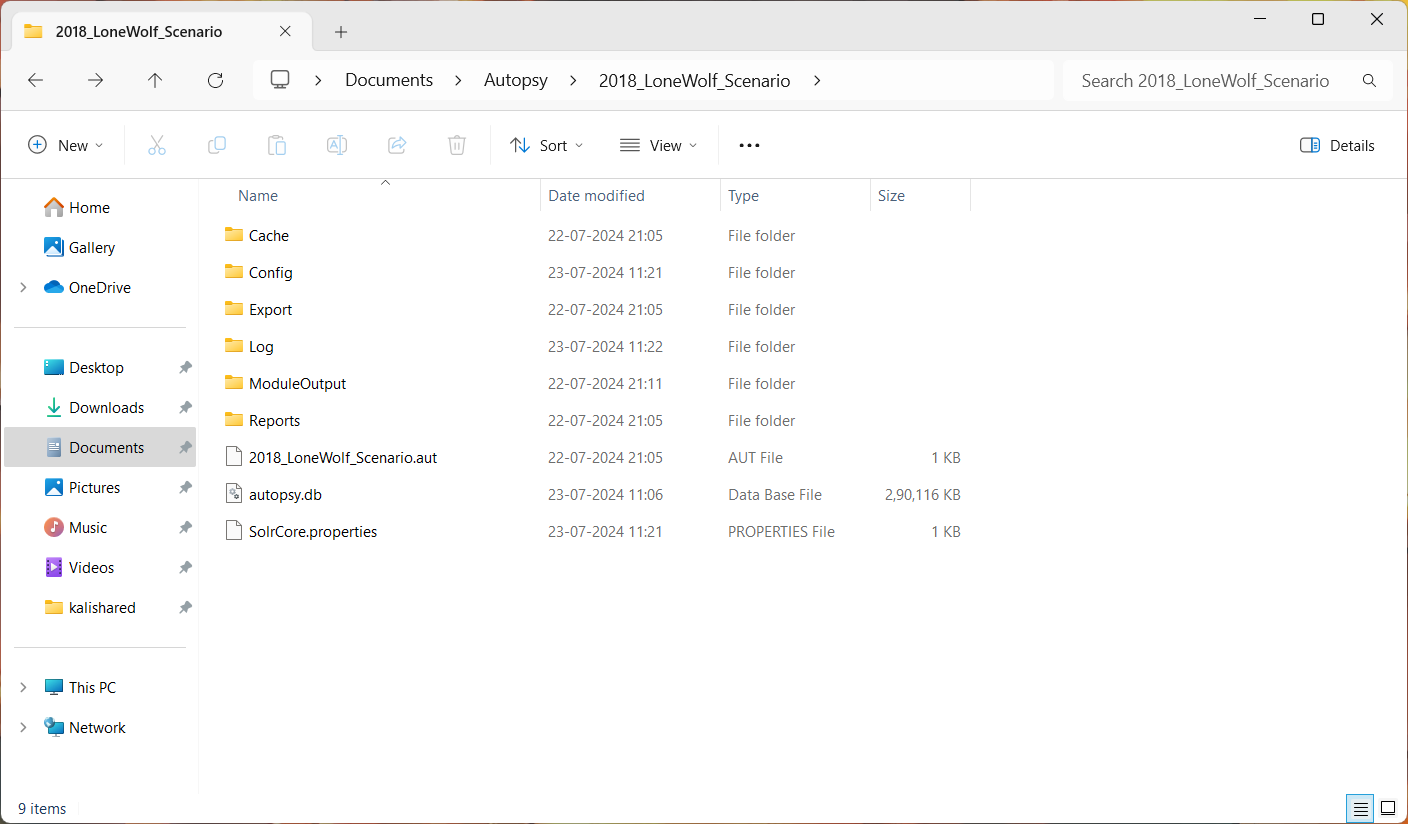 2018_LoneWolf_Scenario
Documents Autopsy 2018_LoneWolf_Scenario Search 2018_LoneWolf_Scenario
New Sort View Details
Name Date modified Type Size
Home
Gallery
OneDrive
Desktop
Downloads
Documents
Pictures
Music
Videos
kalishared
This PC
Network
Cache 22-07-2024 21:05 File folder
Config 23-07-2024 11:21 File folder
Export 22-07-2024 21:05 File folder
Log 23-07-2024 11:22 File folder
ModuleOutput 22-07-2024 21:11 File folder
Reports 22-07-2024 21:05 File folder
2018_LoneWolf_Scenario.aut 22-07-2024 21:05 AUT File 1 KB
autopsy.db 23-07-2024 11:06 Data Base File 2,90,116 KB
SolrCore.properties 23-07-2024 11:21 PROPERTIES File 1 KB
9 items